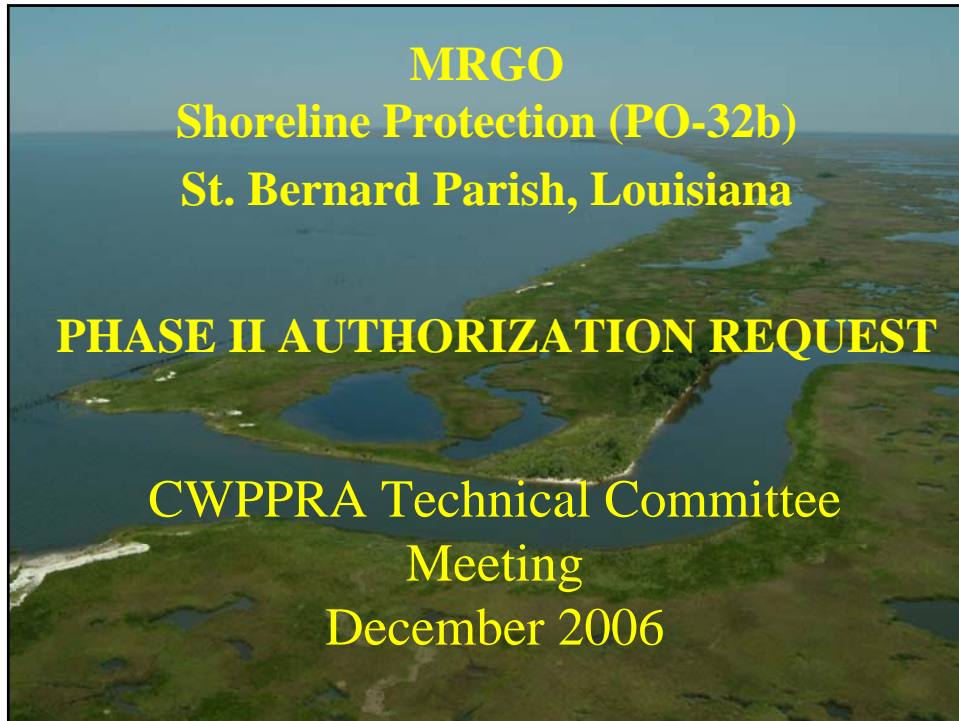 MRGO
Shoreline Protection (PO-32b)
St. Bernard Parish, Louisiana
PHASE II AUTHORIZATION REQUEST
CWPPRA Technical Committee
Meeting
December 2006